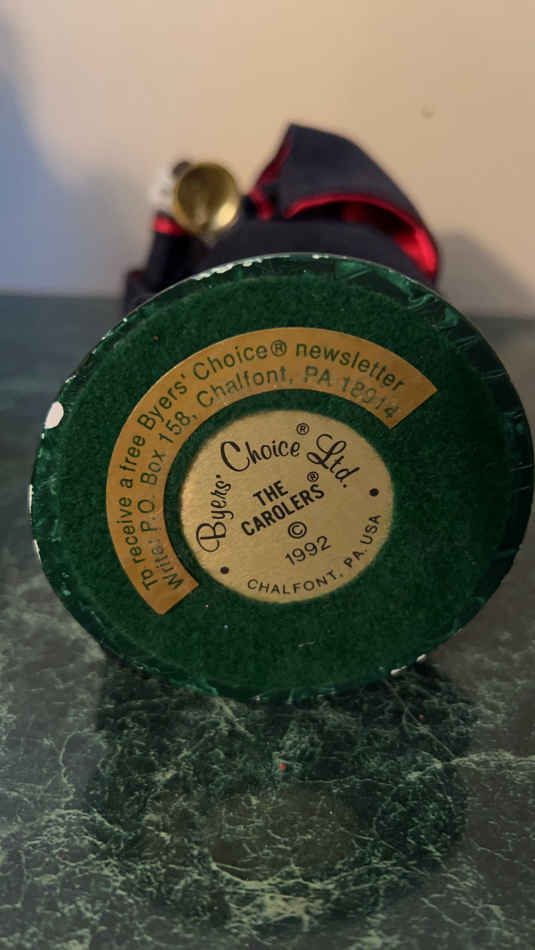 To receive a free Byers' Choice® newsletter
Write: P.O. Box 158, Chalfont, PA 18914
Byers' Choice® Ltd.
THE
CAROLERS®
©
1992
CHALFONT, PA. USA